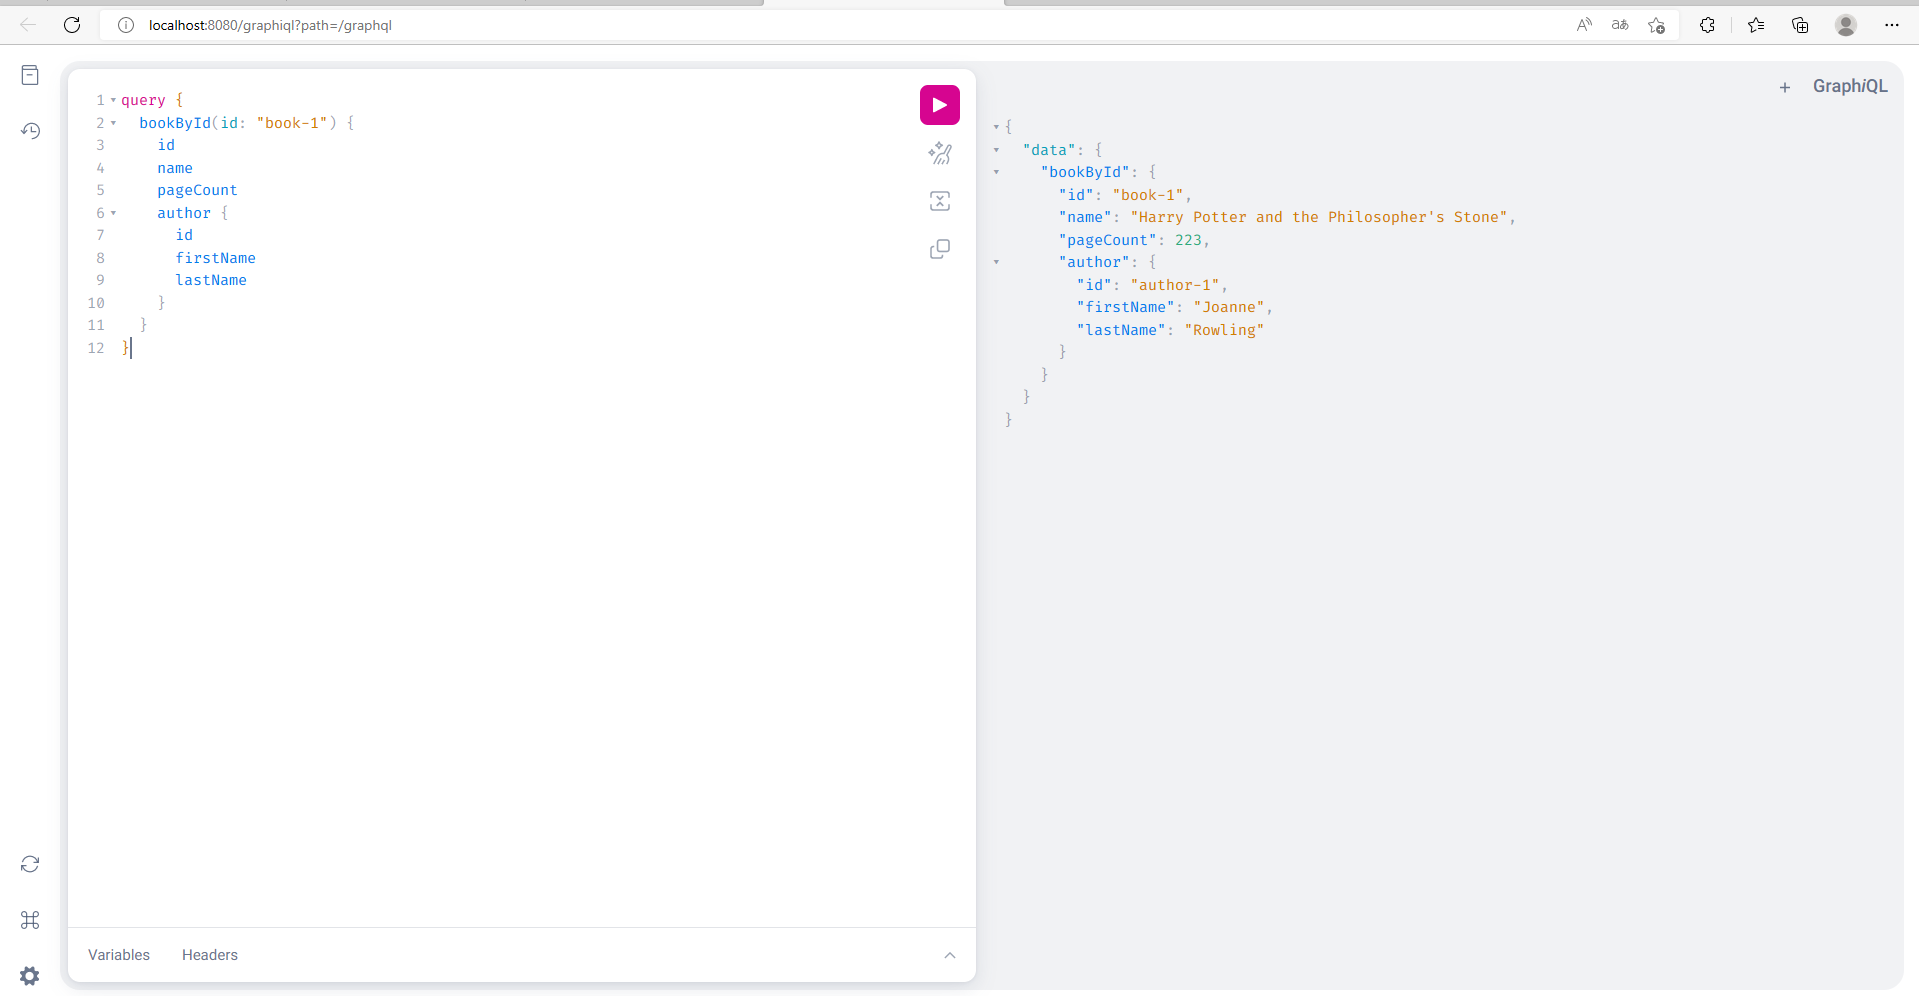 localhost:8080/graphiql?path=/graphql
1 query {
2 bookById(id: "book-1") {
3 id
4 name
5 pageCount
6 author {
7 id
8 firstName
9 lastName
10 }
11 }
12 }
Variables Headers
+ GraphiQL
{
"data": {
"bookById": {
"id": "book-1",
"name": "Harry Potter and the Philosopher's Stone",
"pageCount": 223,
"author": {
"id": "author-1",
"firstName": "Joanne",
"lastName": "Rowling"
}
}
}
}